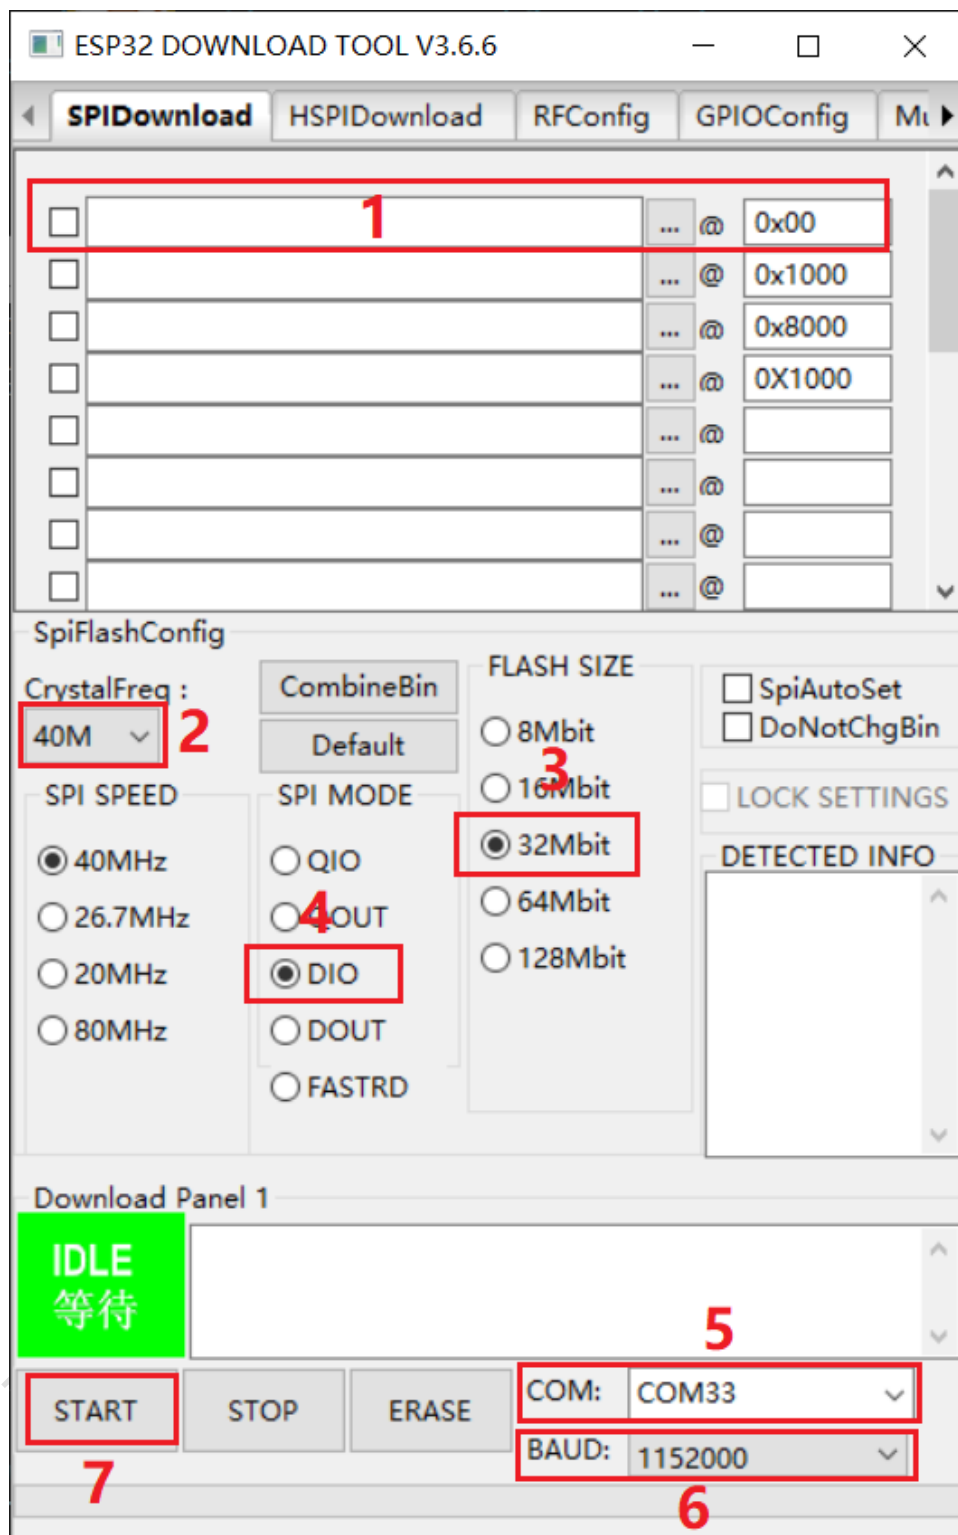 ESP32 DOWNLOAD TOOL V3.6.6
SPIDownload HSPIDownload RFConfig GPIOConfig
1 ... @ 0x00
... @ 0x1000
... @ 0x8000
... @ 0X1000
... @
... @
... @
... @
SpiFlashConfig
CrystalFreq :
40M 2
CombineBin
Default
SPI SPEED
40MHz
26.7MHz
20MHz
80MHz
SPI MODE
QIO
4
QOUT
DIO
DOUT
FASTRD
FLASH SIZE
8Mbit
3
16Mbit
32Mbit
64Mbit
128Mbit
SpiAutoSet
DoNotChgBin
LOCK SETTINGS
DETECTED INFO
Download Panel 1
IDLE
等待
5
START STOP ERASE
COM: COM33
BAUD: 1152000
7
6